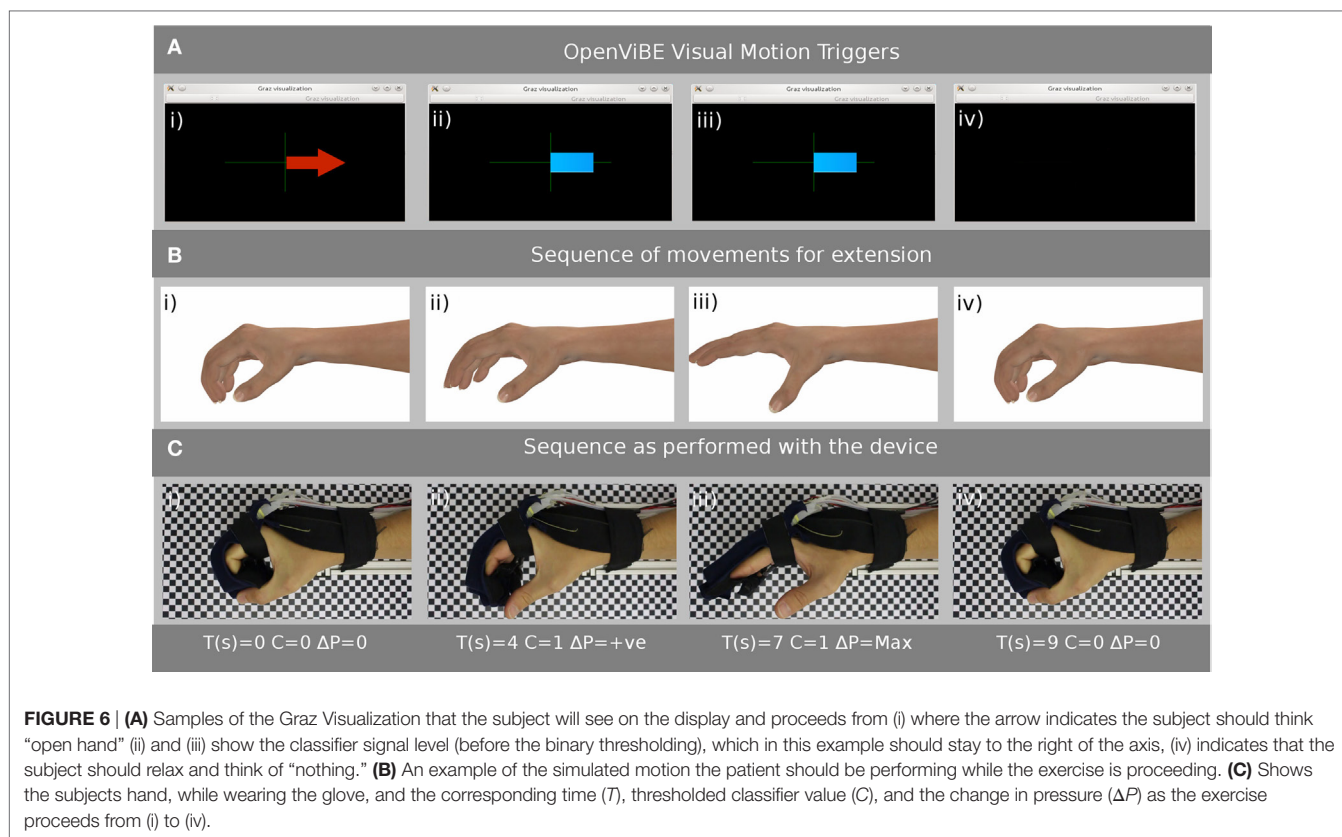 A
OpenViBE Visual Motion Triggers
Graz visualization
Graz visualization
i)
Graz visualization
Graz visualization
ii)
Graz visualization
Graz visualization
iii)
Graz visualization
Graz visualization
iv)
B
Sequence of movements for extension
i)
ii)
iii)
iv)
C
Sequence as performed with the device
i)
ii)
iii)
iv)
T(s)=0 C=0 ΔP=0
T(s)=4 C=1 ΔP=+ve
T(s)=7 C=1 ΔP=Max
T(s)=9 C=0 ΔP=0
FIGURE 6 | (A) Samples of the Graz Visualization that the subject will see on the display and proceeds from (i) where the arrow indicates the subject should think
“open hand” (ii) and (iii) show the classifier signal level (before the binary thresholding), which in this example should stay to the right of the axis, (iv) indicates that the
subject should relax and think of “nothing.” (B) An example of the simulated motion the patient should be performing while the exercise is proceeding. (C) Shows
the subjects hand, while wearing the glove, and the corresponding time (T), thresholded classifier value (C), and the change in pressure (ΔP) as the exercise
proceeds from (i) to (iv).